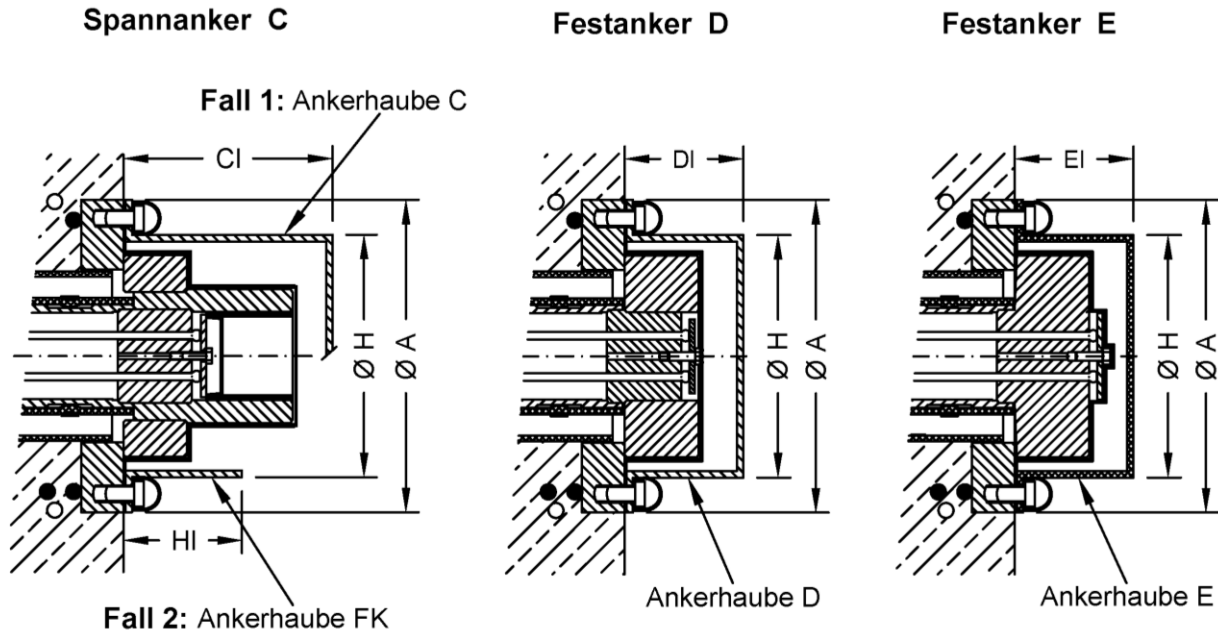 Spannanker C
Festanker D
Festanker E
Fall 1: Ankerhaube C
CI
DI
EI
Ø H
Ø A
Ø H
Ø A
Ø H
Ø A
HI
Ankerhaube D
Ankerhaube E
Fall 2: Ankerhaube FK